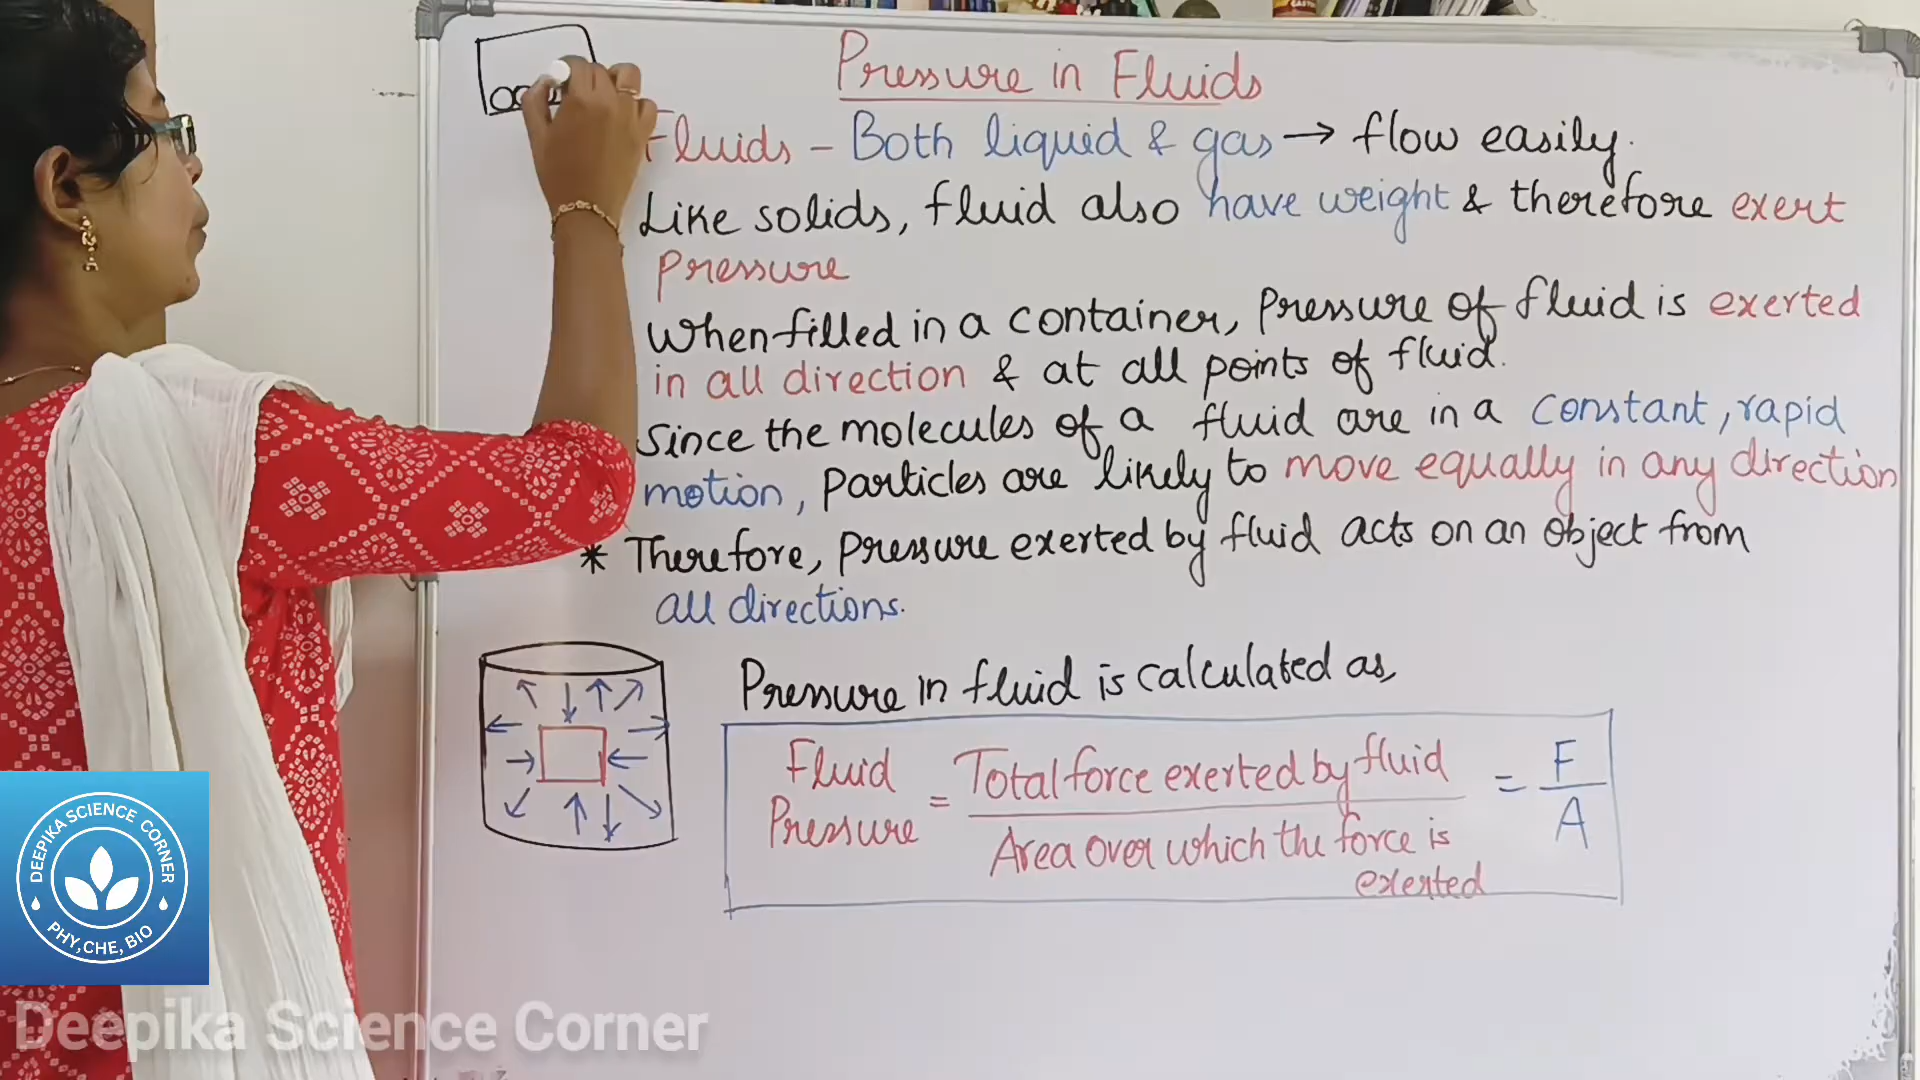 Pressure in Fluids
Fluids - Both liquid & gas → flow easily.
Like solids, fluid also have weight & therefore exert
pressure
When filled in a container, pressure of fluid is exerted
in all direction & at all points of fluid.
Since the molecules of a fluid are in a constant, rapid
motion, particles are likely to move equally in any direction
* Therefore, pressure exerted by fluid acts on an object from
all directions.
Pressure in fluid is calculated as,
Fluid Pressure = Total force exerted by fluid = F
Area over which the force is exerted A
DEEPIKA SCIENCE CORNER
PHY,CHE, BIO
Deepika Science Corner